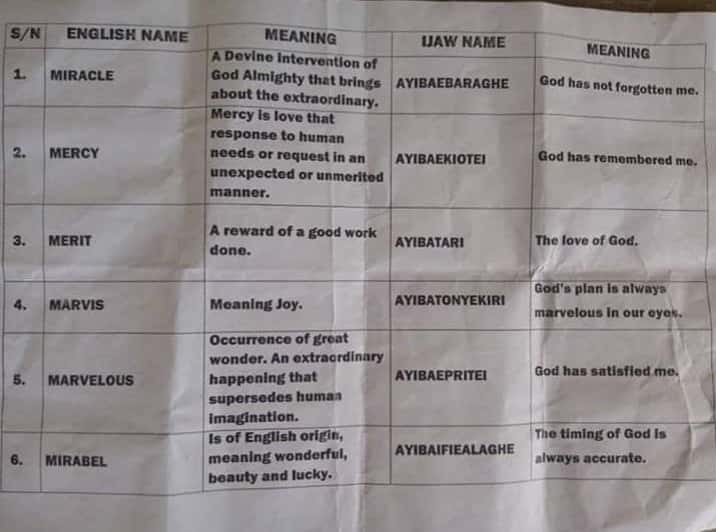 S/N ENGLISH NAME MEANING IJAW NAME MEANING
1. MIRACLE A Devine Intervention of God Almighty that brings about the extraordinary. AYIBAEBARAGHE God has not forgotten me.
2. MERCY Mercy is love that response to human needs or request in an unexpected or unmerited manner. AYIBAEKIOTEI God has remembered me.
3. MERIT A reward of a good work done. AYIBATARI The love of God.
4. MARVIS Meaning Joy. AYIBATONYEKIRI God's plan is always marvelous in our eyes.
5. MARVELOUS Occurrence of great wonder. An extraordinary happening that supersedes human imagination. AYIBAEPRITEI God has satisfied me.
6. MIRABEL Is of English origin, meaning wonderful, beauty and lucky. AYIBAIFIEALAGHE The timing of God is always accurate.